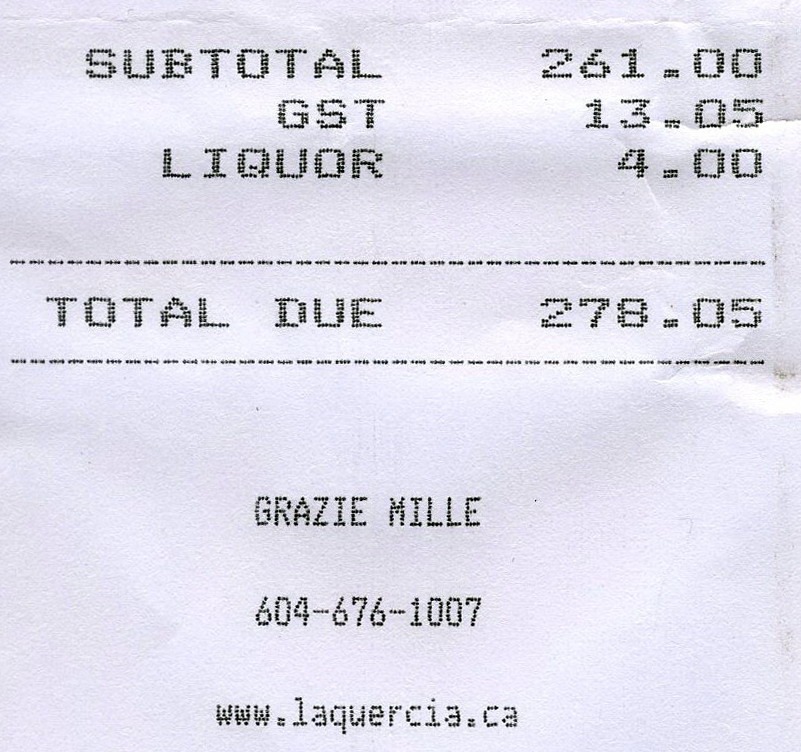 SUBTOTAL 261.00
GST 13.05
LIQUOR 4.00
TOTAL DUE 278.05
GRAZIE MILLE
604-676-1007
www.laquercia.ca